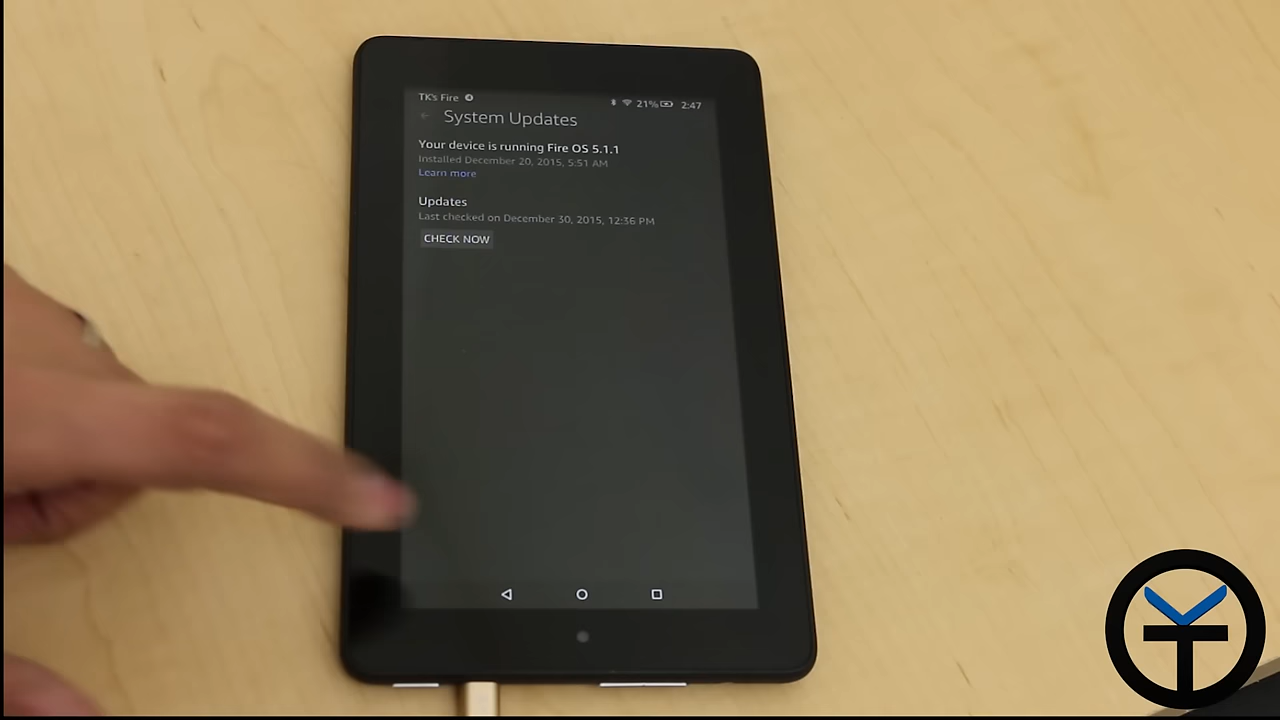 TK's Fire
21% 2:47
System Updates
Your device is running Fire OS 5.1.1
Installed December 20, 2015, 5:51 AM
Learn more
Updates
Last checked on December 30, 2015, 12:36 PM
CHECK NOW